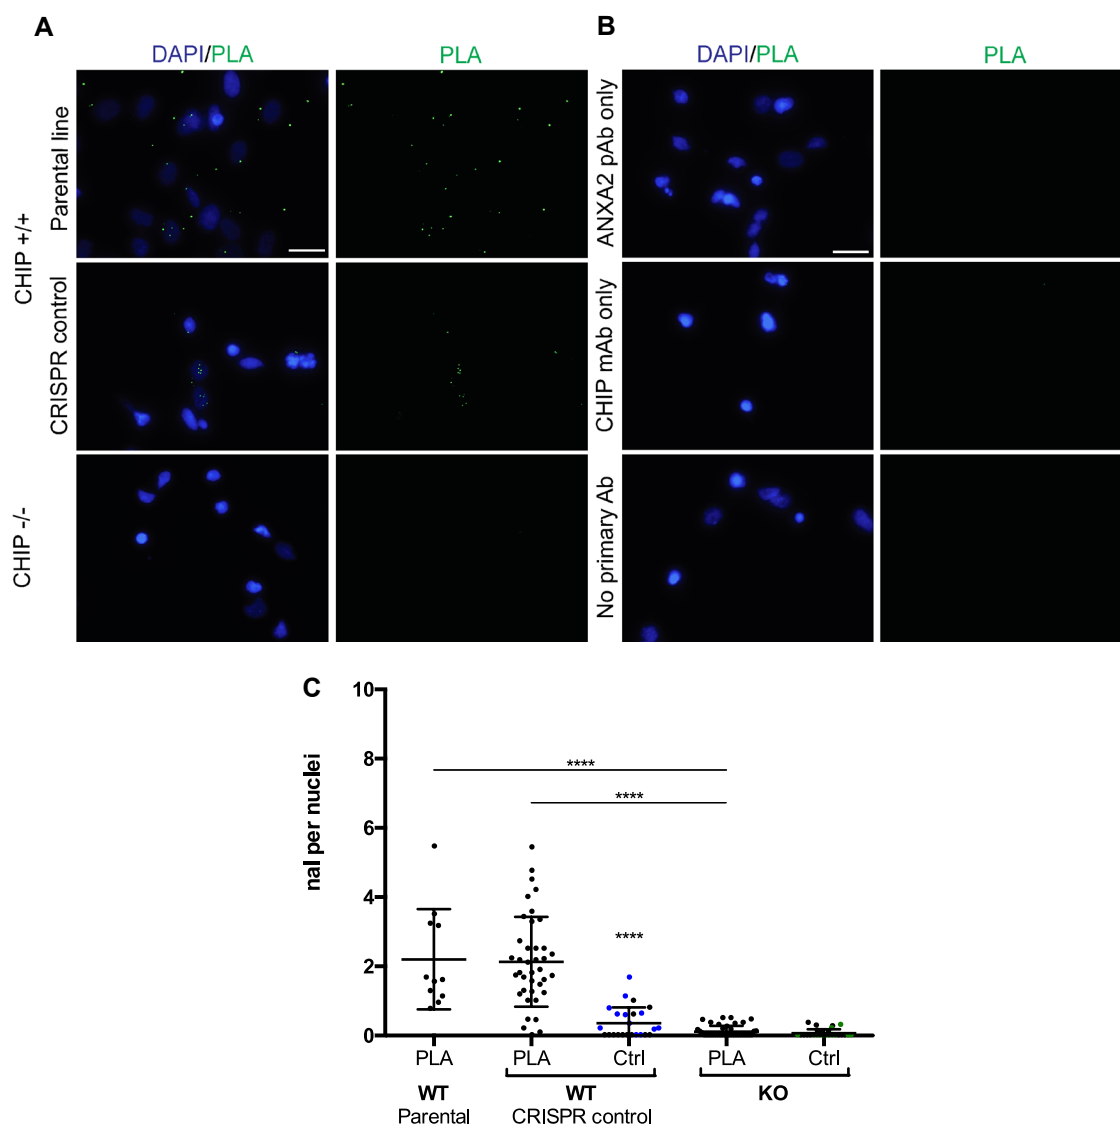 A
B
DAPI/PLA
PLA
DAPI/PLA
PLA
CHIP +/+
Parental line
CRISPR control
CHIP -/-
ANXA2 pAb only
CHIP mAb only
No primary Ab
C
nal per nuclei
10
8
6
4
2
0
****
****
****
PLA
PLA
Ctrl
PLA
Ctrl
WT
WT
KO
Parental
CRISPR control